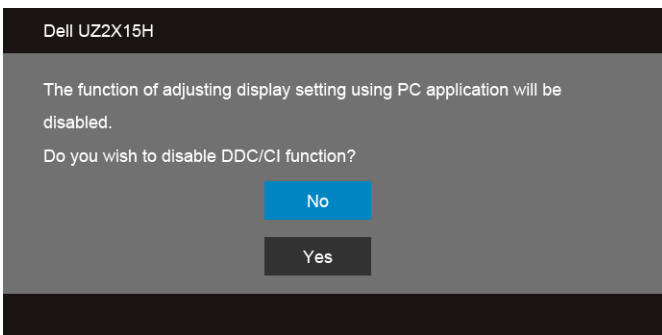 Dell UZ2X15H
The function of adjusting display setting using PC application will be
disabled.
Do you wish to disable DDC/CI function?
No
Yes